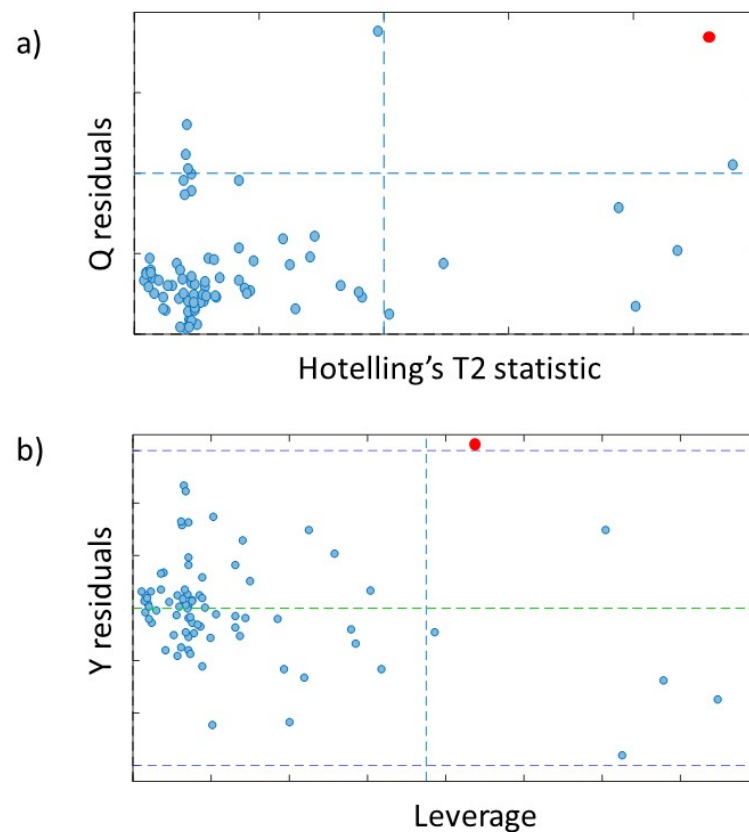 a)
Q residuals
Hotelling's T2 statistic
b)
Y residuals
Leverage